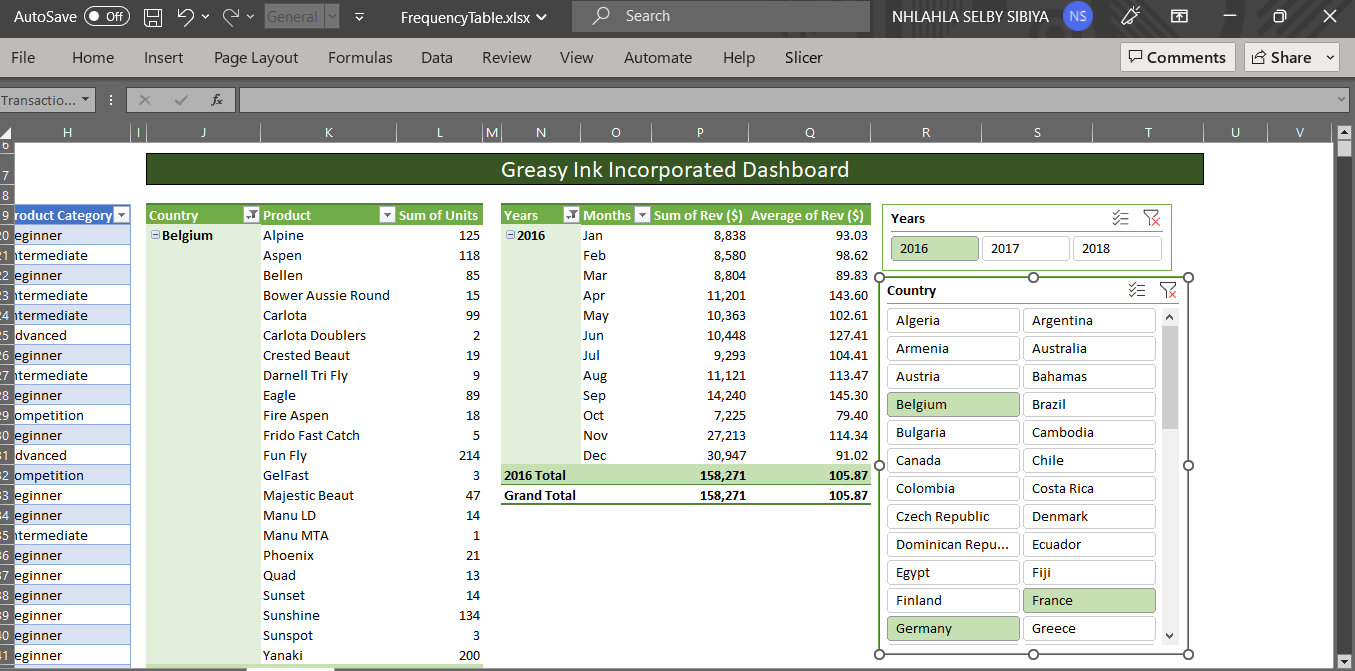 AutoSave Off General FrequencyTable.xlsx Search NHLAHLA SELBY SIBIYA NS
File Home Insert Page Layout Formulas Data Review View Automate Help Slicer Comments Share
Transactio... fx
H I J K L M N O P Q R S T U V
Greasy Ink Incorporated Dashboard
roduct Category Country Product Sum of Units Years Months Sum of Rev ($) Average of Rev ($) Years
eginner Belgium Alpine 125 2016 Jan 8,838 93.03
ntermediate Aspen 118 Feb 8,580 98.62 2016 2017 2018
eginner Bellen 85 Mar 8,804 89.83
ntermediate Bower Aussie Round 15 Apr 11,201 143.60 Country
ntermediate Carlota 99 May 10,363 102.61 Algeria Argentina
dvanced Carlota Doublers 2 Jun 10,448 127.41 Armenia Australia
eginner Crested Beaut 19 Jul 9,293 104.41
ntermediate Darnell Tri Fly 9 Aug 11,121 113.47 Austria Bahamas
eginner Eagle 89 Sep 14,240 145.30 Belgium Brazil
ompetition Fire Aspen 18 Oct 7,225 79.40
eginner Frido Fast Catch 5 Nov 27,213 114.34 Bulgaria Cambodia
dvanced Fun Fly 214 Dec 30,947 91.02 Canada Chile
ompetition GelFast 3 2016 Total 158,271 105.87
eginner Majestic Beaut 47 Grand Total 158,271 105.87 Colombia Costa Rica
eginner Manu LD 14 Czech Republic Denmark
ntermediate Manu MTA 1 Dominican Repu... Ecuador
eginner Phoenix 21
eginner Quad 13 Egypt Fiji
eginner Sunset 14 Finland France
eginner Sunshine 134
eginner Sunspot 3 Germany Greece
eginner Yanaki 200